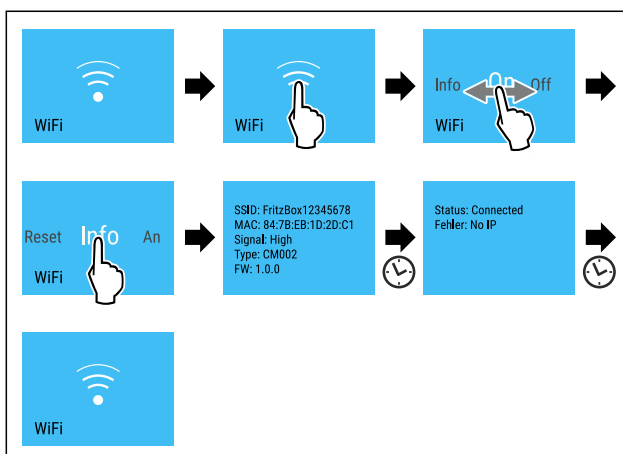 WiFi
WiFi
Info On Off
WiFi
Reset Info An
WiFi
SSID: FritzBox12345678
MAC: 84:7B:EB:1D:2D:C1
Signal: High
Type: CM002
FW: 1.0.0
Status: Connected
Fehler: No IP
WiFi